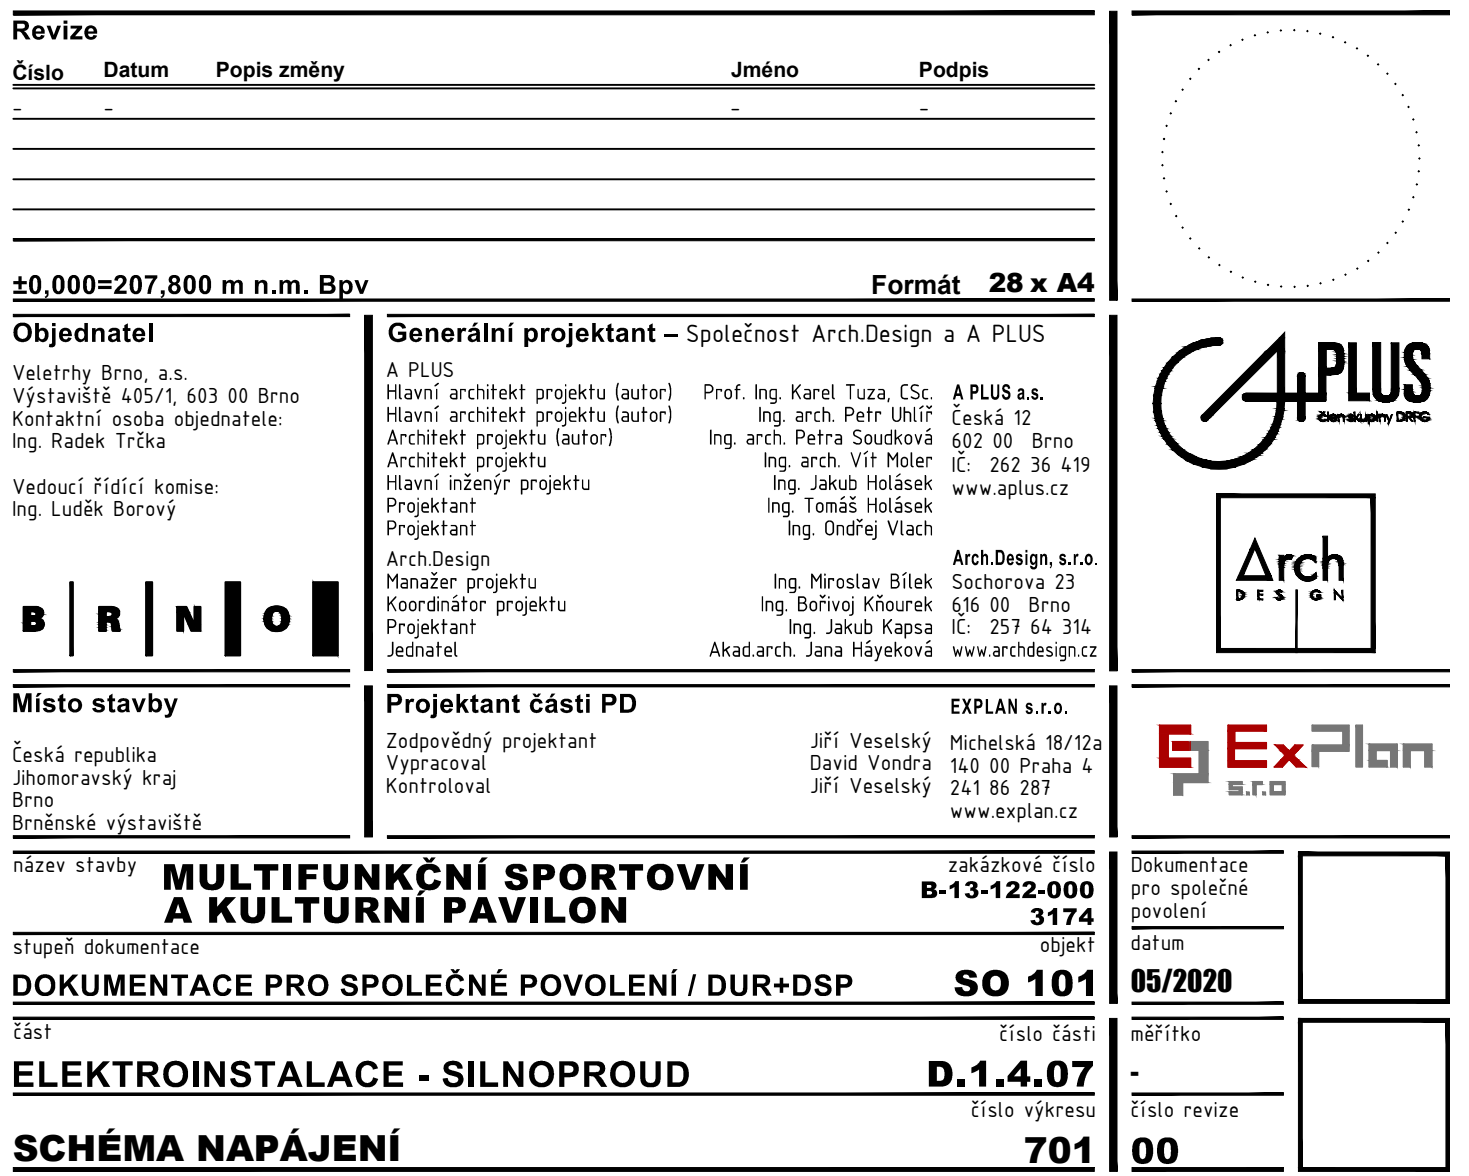 Revize
Číslo Datum Popis změny Jméno Podpis
- - - -
±0,000=207,800 m n.m. Bpv Formát 28 x A4
Objednatel
Veletrhy Brno, a.s.
Výstaviště 405/1, 603 00 Brno
Kontaktní osoba objednatele:
Ing. Radek Trčka
Vedoucí řídící komise:
Ing. Luděk Borový
B R N O
Generální projektant – Společnost Arch.Design a A PLUS
A PLUS
Hlavní architekt projektu (autor) Prof. Ing. Karel Tuza, CSc.
Hlavní architekt projektu (autor) Ing. arch. Petr Uhlíř
Architekt projektu (autor) Ing. arch. Petra Soudková
Architekt projektu Ing. arch. Vít Moler
Hlavní inženýr projektu Ing. Jakub Holásek
Projektant Ing. Tomáš Holásek
Projektant Ing. Ondřej Vlach
A PLUS a.s.
Česká 12
602 00 Brno
IČ: 262 36 419
www.aplus.cz
Arch.Design
Manažer projektu Ing. Miroslav Bílek
Koordinátor projektu Ing. Bořivoj Kňourek
Projektant Ing. Jakub Kapsa
Jednatel Akad.arch. Jana Háyeková
Arch.Design, s.r.o.
Sochorova 23
616 00 Brno
IČ: 257 64 314
www.archdesign.cz
A+PLUS
člen skupiny DRFG
Arch
DESIGN
Místo stavby
Česká republika
Jihomoravský kraj
Brno
Brněnské výstaviště
Projektant části PD
Zodpovědný projektant Jiří Veselský
Vypracoval David Vondra
Kontroloval Jiří Veselský
EXPLAN s.r.o.
Michelská 18/12a
140 00 Praha 4
241 86 287
www.explan.cz
EP ExPlan
s.r.o
název stavby
MULTIFUNKČNÍ SPORTOVNÍ
A KULTURNÍ PAVILON
zakázkové číslo
B-13-122-000
3174
Dokumentace
pro společné
povolení
stupeň dokumentace objekt
DOKUMENTACE PRO SPOLEČNÉ POVOLENÍ / DUR+DSP SO 101
datum
05/2020
část číslo části
ELEKTROINSTALACE - SILNOPROUD D.1.4.07
měřítko
-
číslo výkresu
SCHÉMA NAPÁJENÍ 701
číslo revize
00